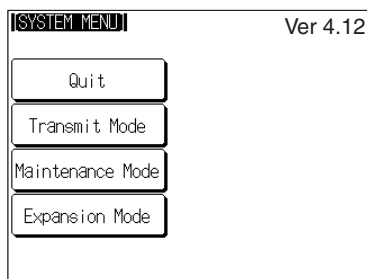 [SYSTEM MENU]
Ver 4.12
Quit
Transmit Mode
Maintenance Mode
Expansion Mode